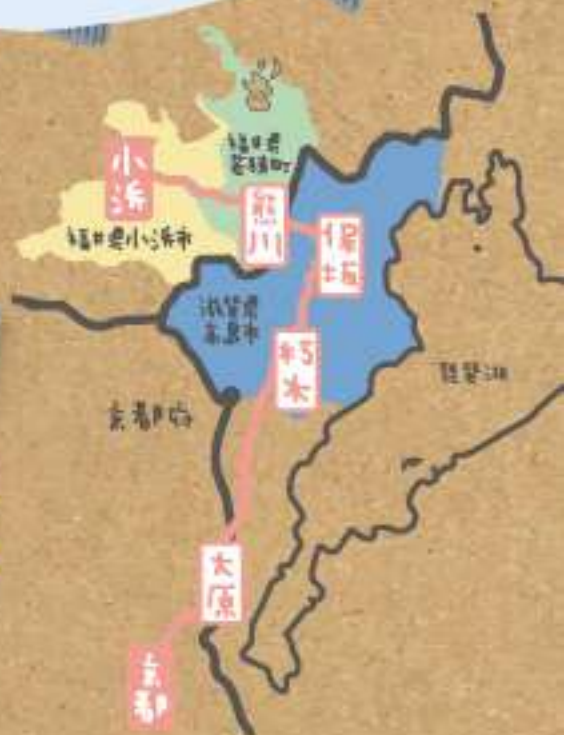 小浜
福井県
若狭町
熊川
保坂
福井県小浜市
滋賀県
高島市
朽木
琵琶湖
京都府
大原
京都